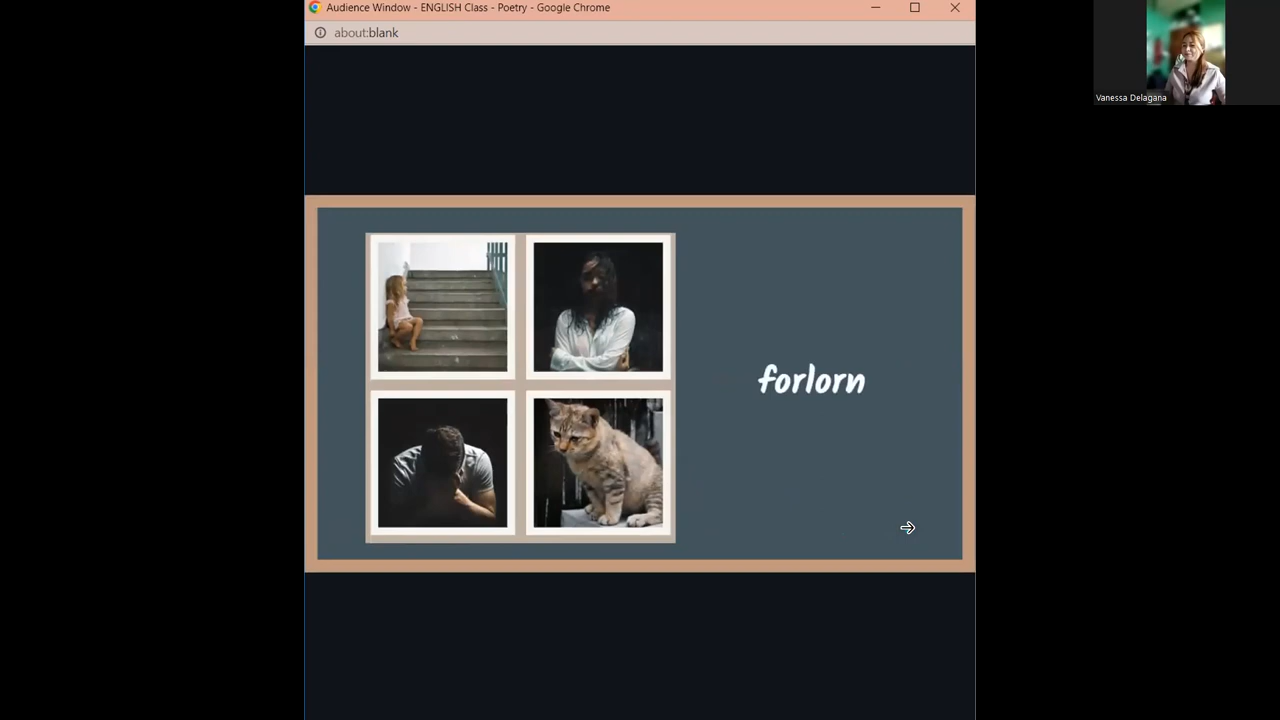 Audience Window - ENGLISH Class - Poetry - Google Chrome
about:blank
Vanessa Delagana
forlorn